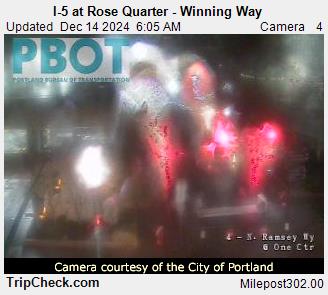 I-5 at Rose Quarter - Winning Way
Updated Dec 14 2024 6:05 AM Camera 4
PBOT
PORTLAND BUREAU OF TRANSPORTATION
4 - N. Ramsey Wy
@ One Ctr
Camera courtesy of the City of Portland
TripCheck.com Milepost302.00